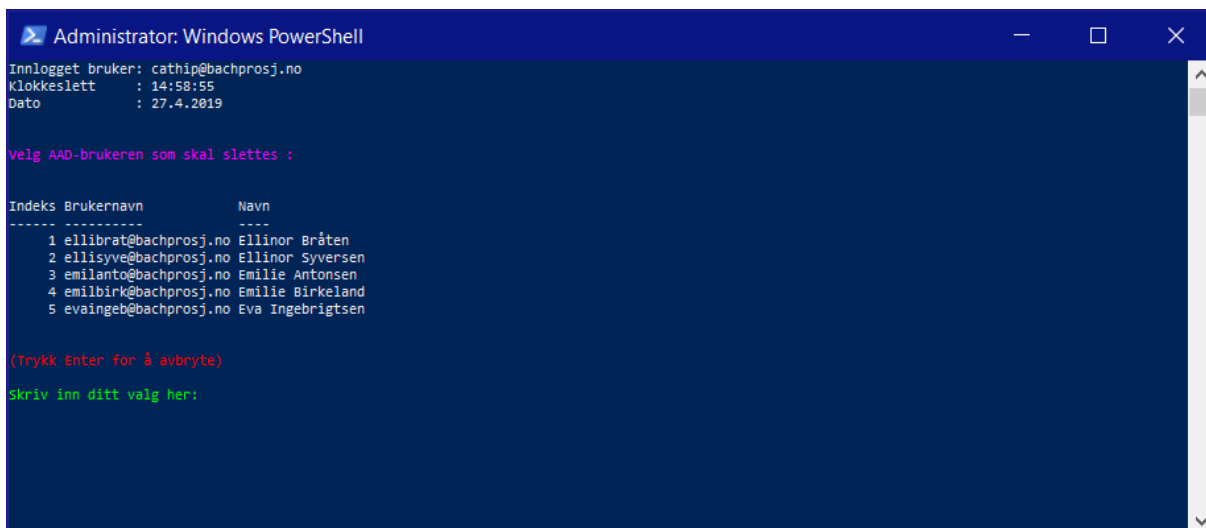 Administrator: Windows PowerShell
Innlogget bruker: cathip@bachprosj.no
Klokkeslett     : 14:58:55
Dato            : 27.4.2019
Velg AAD-brukeren som skal slettes :
Indeks Brukernavn            Navn
------ ----------            ----
     1 ellibrat@bachprosj.no Ellinor Bråten
     2 ellisyve@bachprosj.no Ellinor Syversen
     3 emilanto@bachprosj.no Emilie Antonsen
     4 emilbirk@bachprosj.no Emilie Birkeland
     5 evaingeb@bachprosj.no Eva Ingebrigtsen
(Trykk Enter for å avbryte)
Skriv inn ditt valg her: